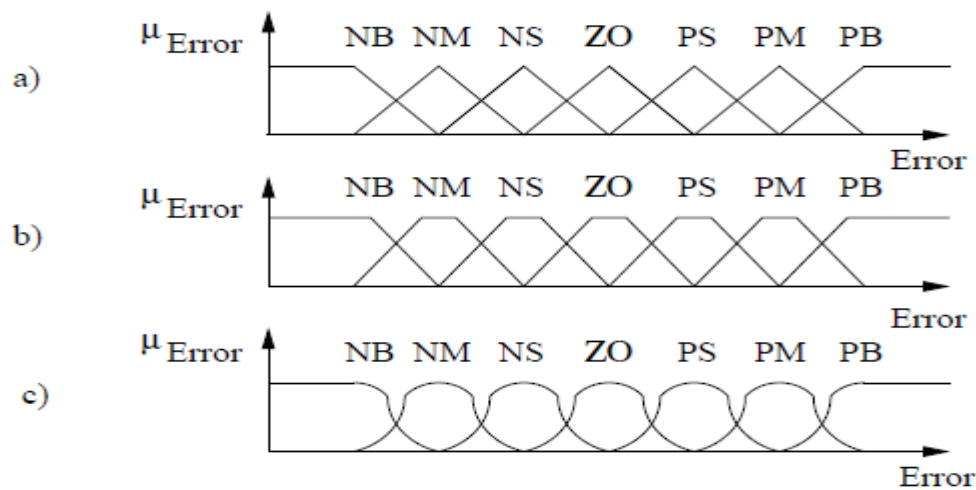 μ Error NB NM NS ZO PS PM PB
a)
Error
μ Error NB NM NS ZO PS PM PB
b)
Error
μ Error NB NM NS ZO PS PM PB
c)
Error